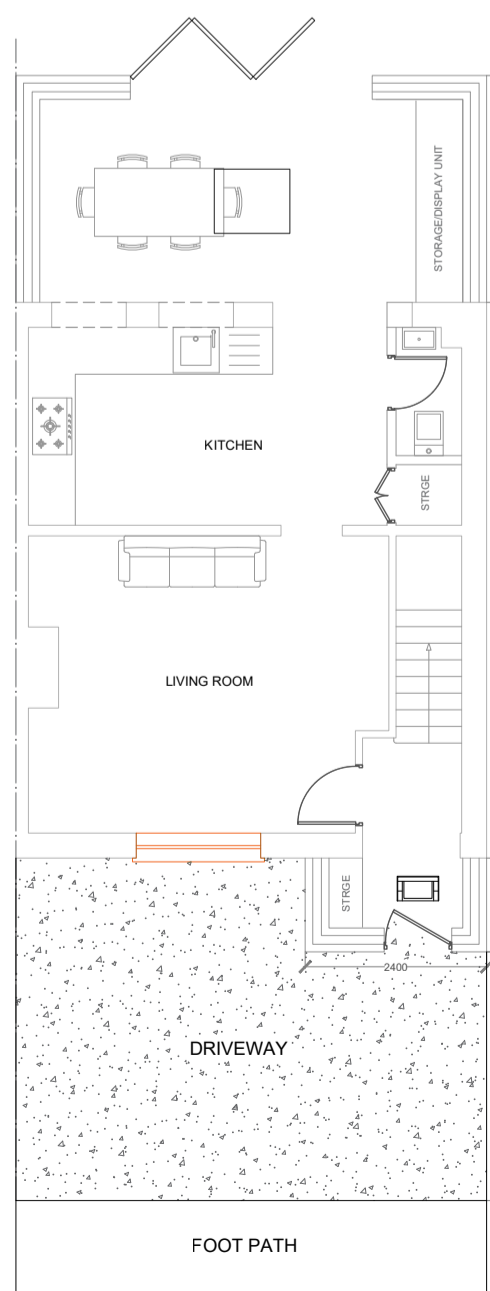 STORAGE/DISPLAY UNIT
KITCHEN
STRGE
LIVING ROOM
STRGE
2400
DRIVEWAY
FOOT PATH